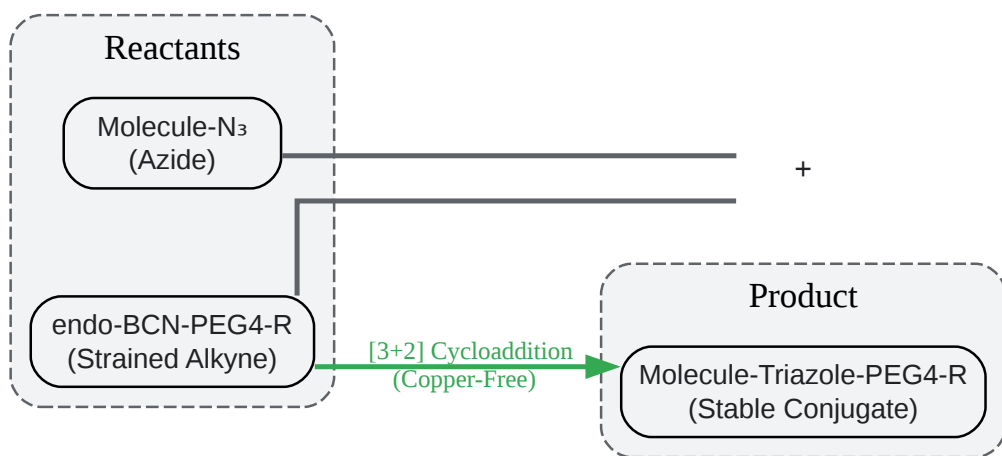 Reactants
Molecule-N₃
(Azide)
+
endo-BCN-PEG4-R
(Strained Alkyne)
[3+2] Cycloaddition
(Copper-Free)
Product
Molecule-Triazole-PEG4-R
(Stable Conjugate)